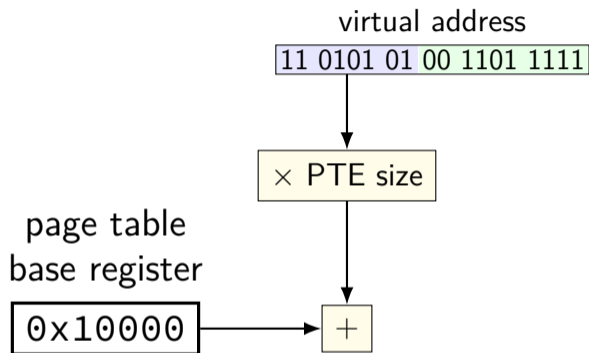 virtual address
11 0101 01 00 1101 1111
× PTE size
page table
base register
0x10000
+